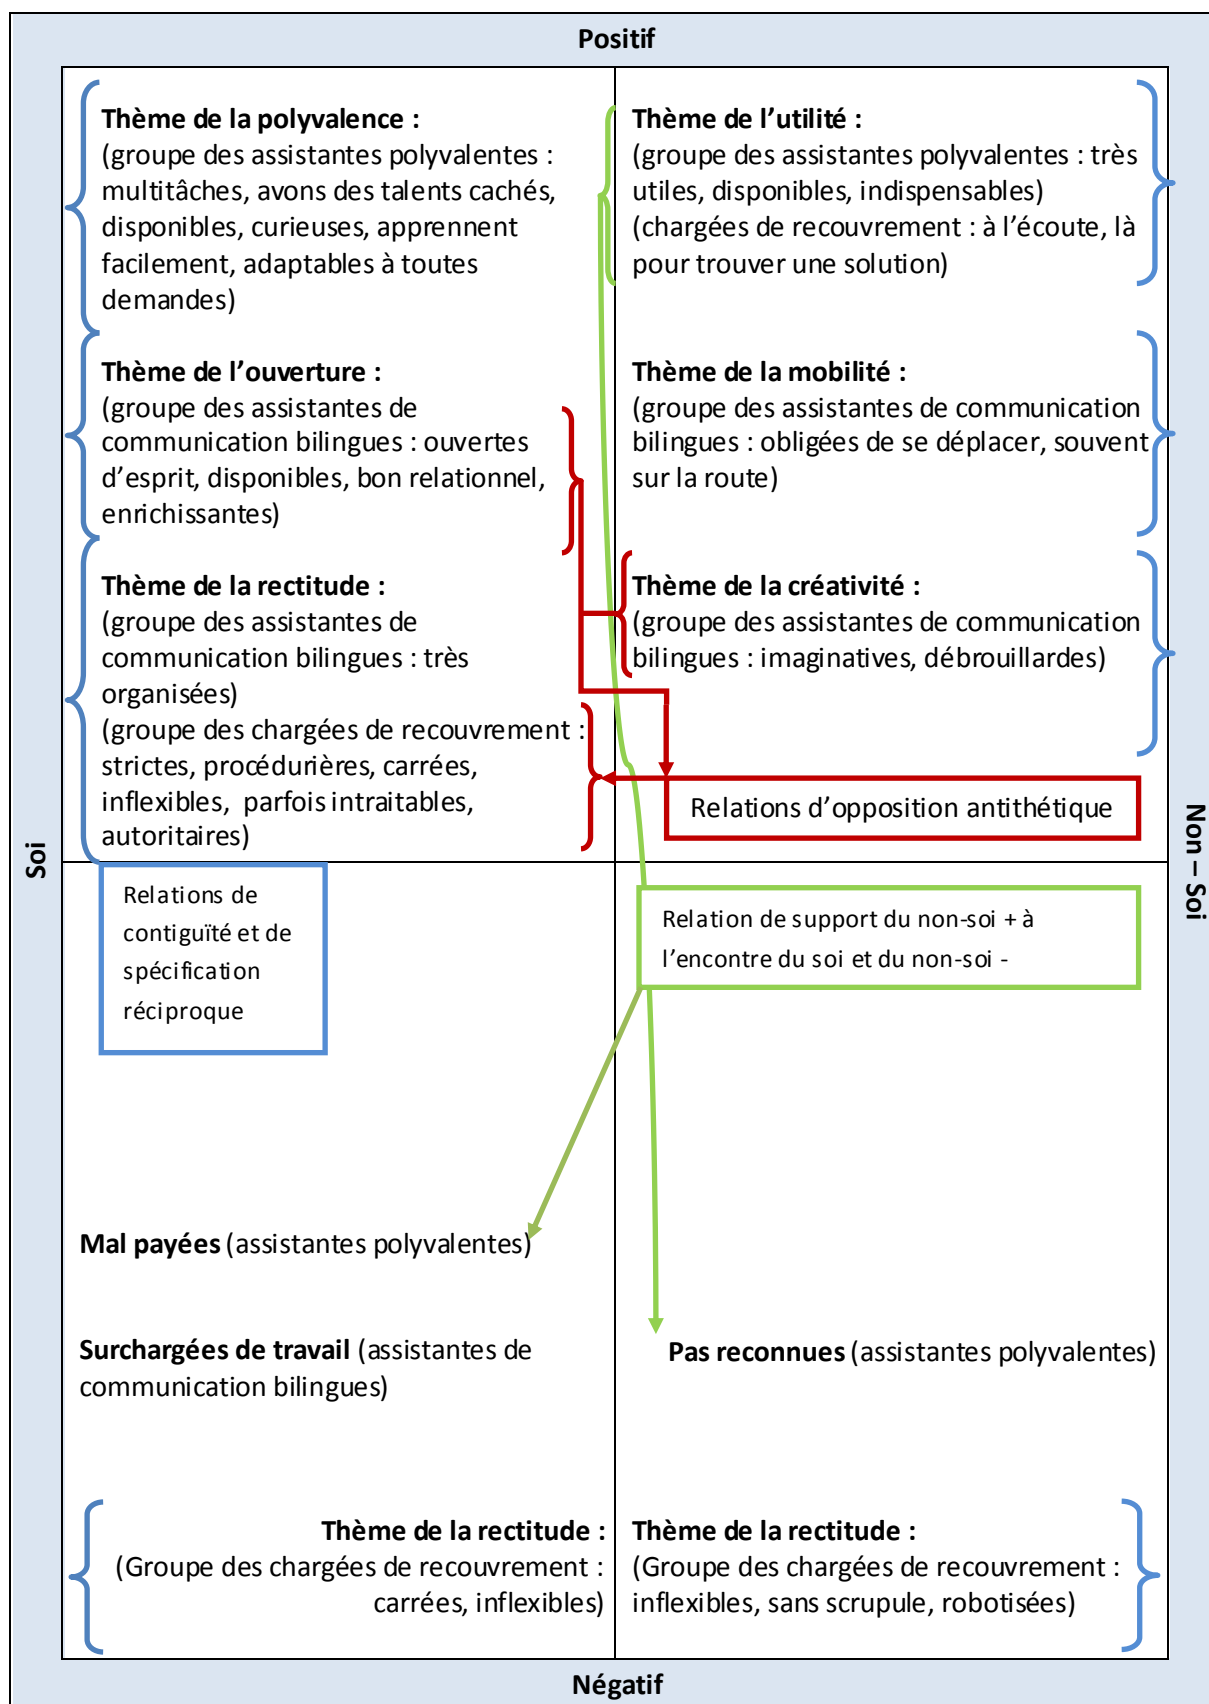 Positif
Soi
Non – Soi
Thème de la polyvalence :
(groupe des assistantes polyvalentes :
multitâches, avons des talents cachés,
disponibles, curieuses, apprennent
facilement, adaptables à toutes
demandes)
Thème de l’ouverture :
(groupe des assistantes de
communication bilingues : ouvertes
d’esprit, disponibles, bon relationnel,
enrichissantes)
Thème de la rectitude :
(groupe des assistantes de
communication bilingues : très
organisées)
(groupe des chargées de recouvrement :
strictes, procédurières, carrées,
inflexibles, parfois intraitables,
autoritaires)
Thème de l’utilité :
(groupe des assistantes polyvalentes : très
utiles, disponibles, indispensables)
(chargées de recouvrement : à l’écoute, là
pour trouver une solution)
Thème de la mobilité :
(groupe des assistantes de communication
bilingues : obligées de se déplacer, souvent
sur la route)
Thème de la créativité :
(groupe des assistantes de communication
bilingues : imaginatives, débrouillardes)
Relations d’opposition antithétique
Relations de
contiguïté et de
spécification
réciproque
Relation de support du non-soi + à
l’encontre du soi et du non-soi -
Mal payées (assistantes polyvalentes)
Surchargées de travail (assistantes de
communication bilingues)
Pas reconnues (assistantes polyvalentes)
Thème de la rectitude :
(Groupe des chargées de recouvrement :
carrées, inflexibles)
Thème de la rectitude :
(Groupe des chargées de recouvrement :
inflexibles, sans scrupule, robotisées)
Négatif